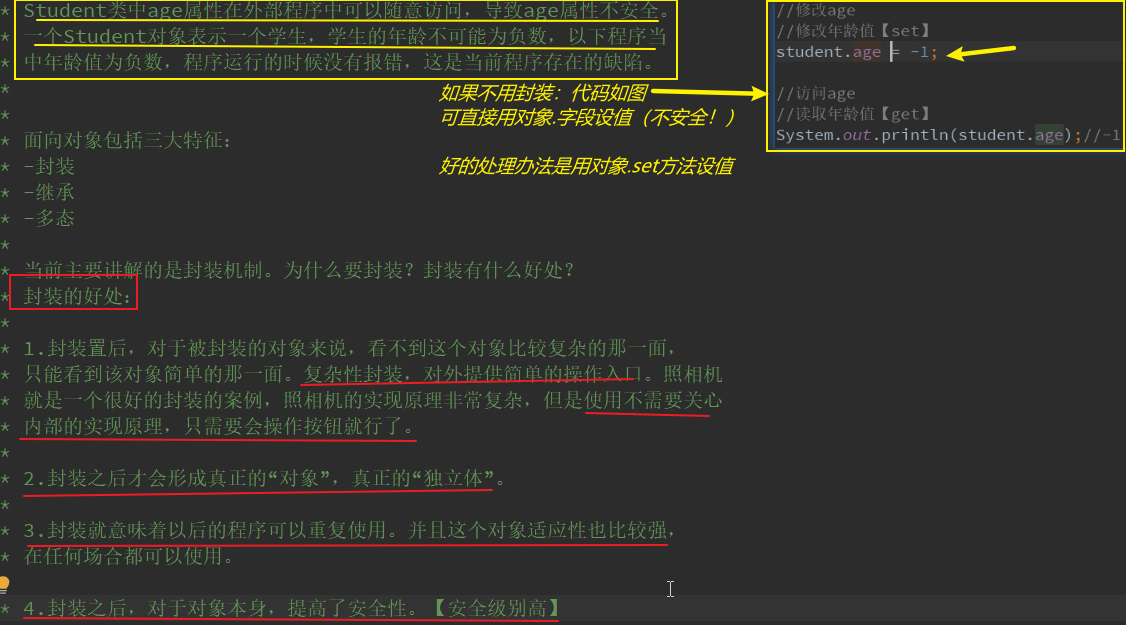 * Student类中age属性在外部程序中可以随意访问，导致age属性不安全。
* 一个Student对象表示一个学生，学生的年龄不可能为负数，以下程序当
* 中年龄值为负数，程序运行的时候没有报错，这是当前程序存在的缺陷。
*
*
* 面向对象包括三大特征：
* -封装
* -继承
* -多态
*
* 当前主要讲解的是封装机制。为什么要封装？封装有什么好处？
* 封装的好处：
*
* 1.封装置后，对于被封装的对象来说，看不到这个对象比较复杂的那一面，
* 只能看到该对象简单的那一面。复杂性封装，对外提供简单的操作入口。照相机
* 就是一个很好的封装的案例，照相机的实现原理非常复杂，但是使用不需要关心
* 内部的实现原理，只需要会操作按钮就行了。
*
* 2.封装之后才会形成真正的“对象”，真正的“独立体”。
*
* 3.封装就意味着以后的程序可以重复使用。并且这个对象适应性也比较强，
* 在任何场合都可以使用。
*
* 4.封装之后，对于对象本身，提高了安全性。【安全级别高】
如果不用封装：代码如图
可直接用对象.字段设值（不安全！）
好的处理办法是用对象.set方法设值
//修改age
//修改年龄值【set】
student.age = -1;
//访问age
//读取年龄值【get】
System.out.println(student.age);//-1